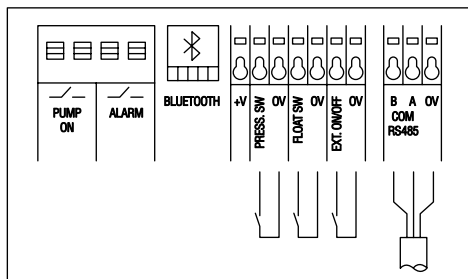 PUMP
ON
ALARM
BLUETOOTH
+V
PRESS. SW
0V
FLOAT SW
0V
EXT. ON/OFF
0V
B A 0V
COM
RS485